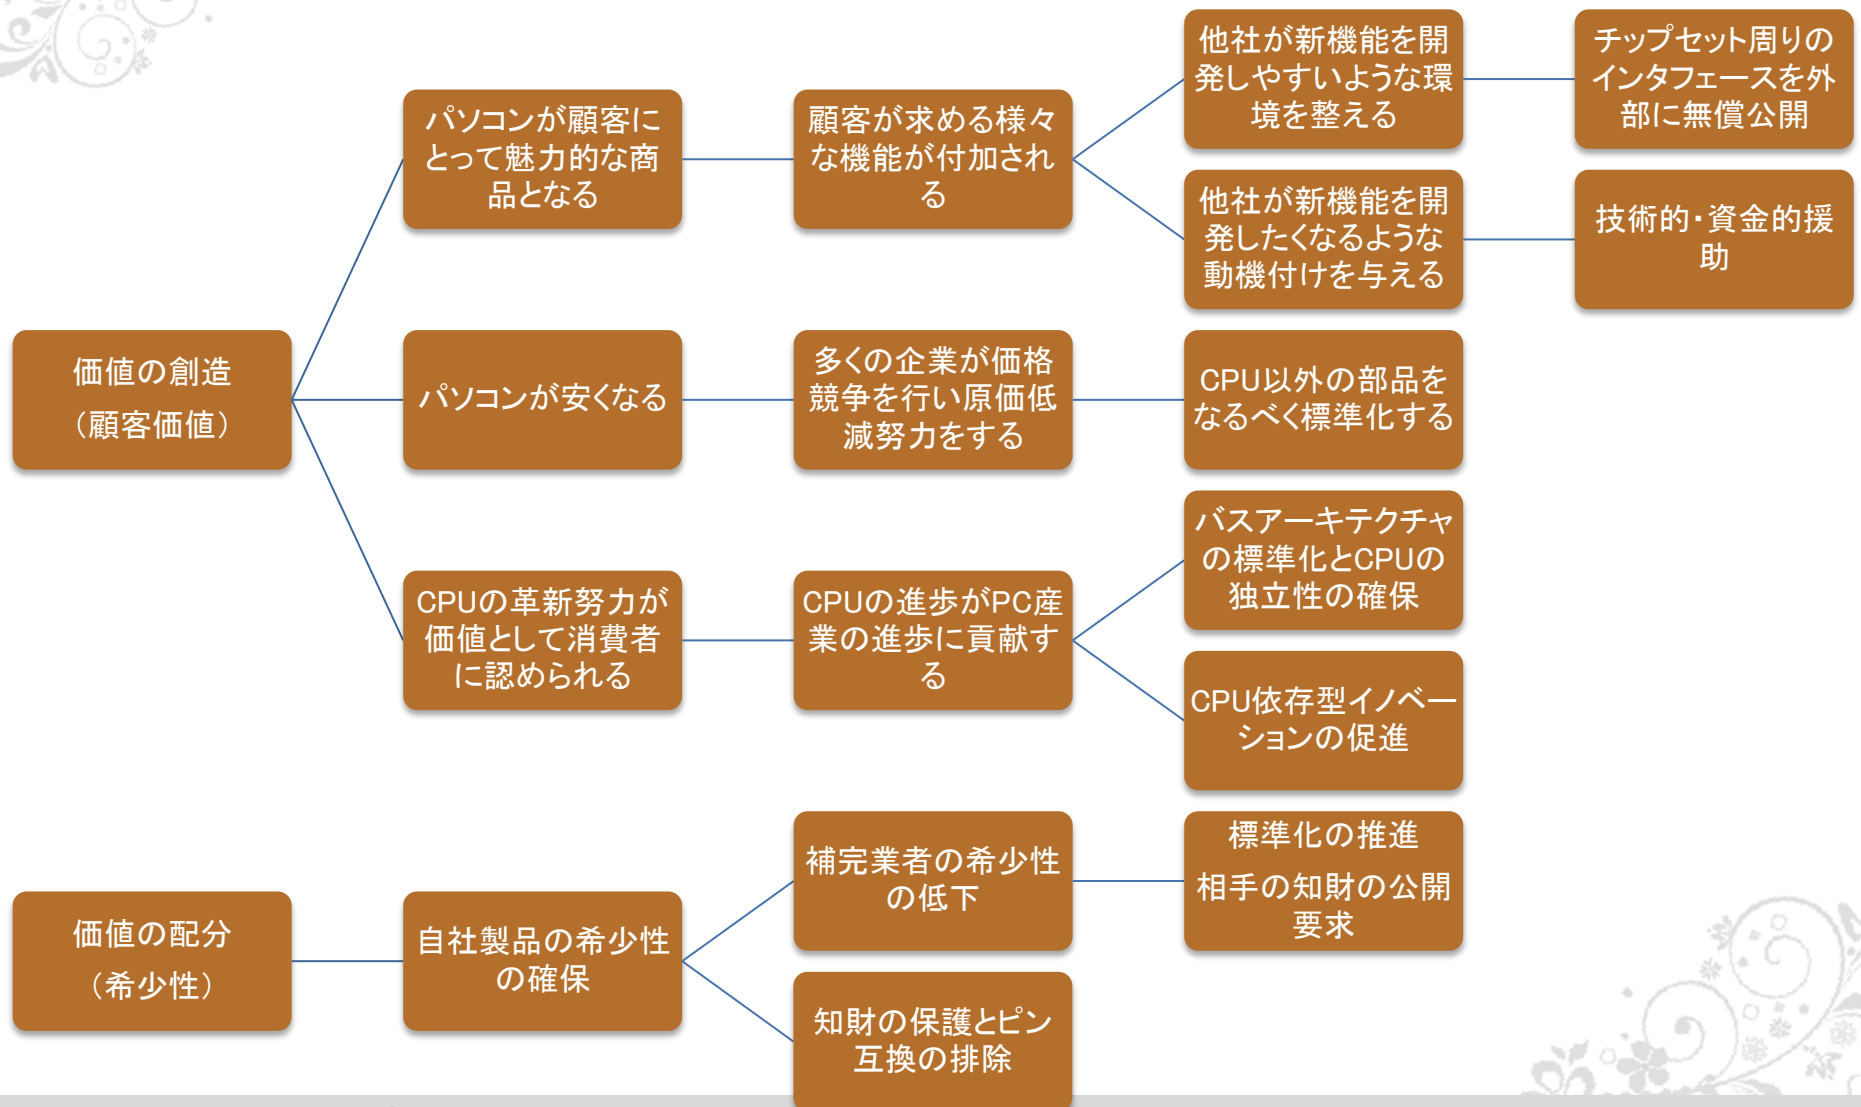 他社が新機能を開
発しやすいような環
境を整える
チップセット周りの
インタフェースを外
部に無償公開
パソコンが顧客に
とって魅力的な商
品となる
顧客が求める様々
な機能が付加され
る
他社が新機能を開
発したくなるような
動機付けを与える
技術的・資金的援
助
価値の創造
（顧客価値）
パソコンが安くなる
多くの企業が価格
競争を行い原価低
減努力をする
CPU以外の部品を
なるべく標準化する
バスアーキテクチャ
の標準化とCPUの
独立性の確保
CPUの革新努力が
価値として消費者
に認められる
CPUの進歩がPC産
業の進歩に貢献す
る
CPU依存型イノベー
ションの促進
補完業者の希少性
の低下
標準化の推進
相手の知財の公開
要求
価値の配分
（希少性）
自社製品の希少性
の確保
知財の保護とピン
互換の排除